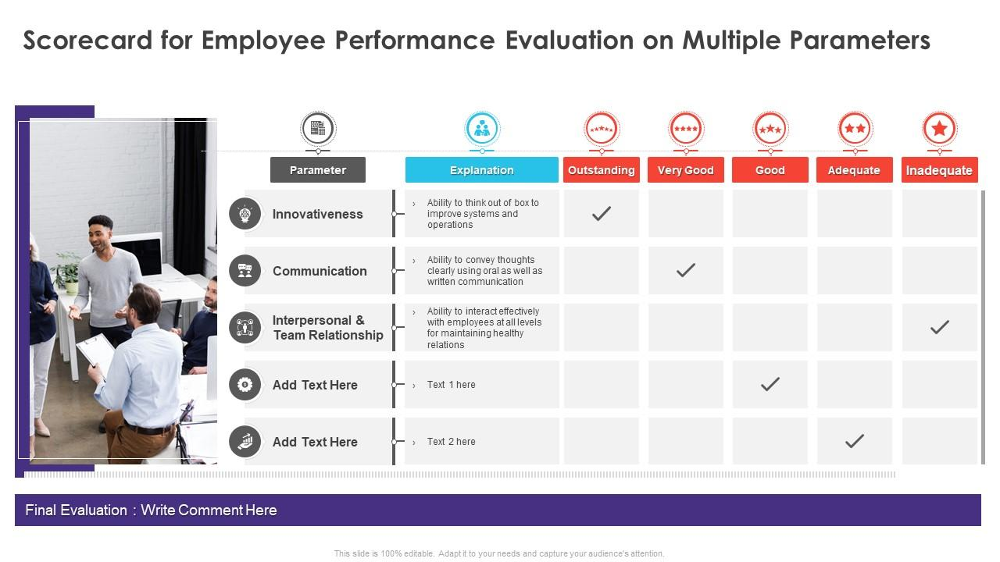 Scorecard for Employee Performance Evaluation on Multiple Parameters
Parameter
Explanation
Outstanding
Very Good
Good
Adequate
Inadequate
Innovativeness
› Ability to think out of box to
improve systems and
operations
Communication
› Ability to convey thoughts
clearly using oral as well as
written communication
Interpersonal &
Team Relationship
› Ability to interact effectively
with employees at all levels
for maintaining healthy
relations
Add Text Here
› Text 1 here
Add Text Here
› Text 2 here
Final Evaluation : Write Comment Here
This slide is 100% editable. Adapt it to your needs and capture your audience's attention.